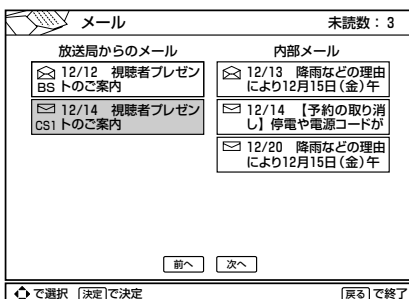 メール
未読数：3
放送局からのメール
12/12 視聴者プレゼン
BS トのご案内
12/14 視聴者プレゼン
CS1 トのご案内
内部メール
12/13 降雨などの理由
により12月15日(金)午
12/14 【予約の取り消
し】停電や電源コードが
12/20 降雨などの理由
により12月15日(金)午
前へ 次へ
で選択 決定 で決定
戻る で終了